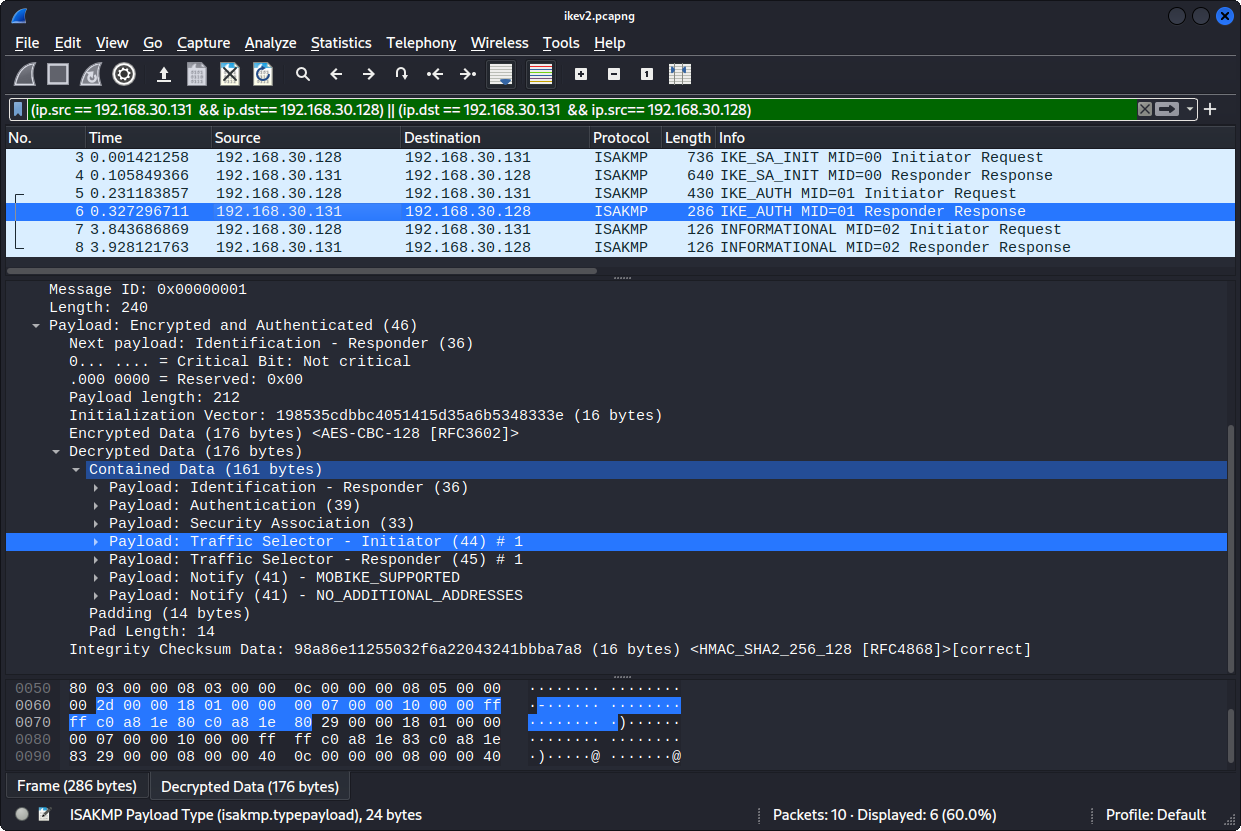 ikev2.pcapng
File Edit View Go Capture Analyze Statistics Telephony Wireless Tools Help
(ip.src == 192.168.30.131 && ip.dst== 192.168.30.128) || (ip.dst == 192.168.30.131 && ip.src== 192.168.30.128)
No. Time Source Destination Protocol Length Info
3 0.001421258 192.168.30.128 192.168.30.131 ISAKMP 736 IKE_SA_INIT MID=00 Initiator Request
4 0.105849366 192.168.30.131 192.168.30.128 ISAKMP 640 IKE_SA_INIT MID=00 Responder Response
5 0.231183857 192.168.30.128 192.168.30.131 ISAKMP 430 IKE_AUTH MID=01 Initiator Request
6 0.327296711 192.168.30.131 192.168.30.128 ISAKMP 286 IKE_AUTH MID=01 Responder Response
7 3.843686869 192.168.30.128 192.168.30.131 ISAKMP 126 INFORMATIONAL MID=02 Initiator Request
8 3.928121763 192.168.30.131 192.168.30.128 ISAKMP 126 INFORMATIONAL MID=02 Responder Response
Message ID: 0x00000001
Length: 240
Payload: Encrypted and Authenticated (46)
Next payload: Identification - Responder (36)
0... .... = Critical Bit: Not critical
.000 0000 = Reserved: 0x00
Payload length: 212
Initialization Vector: 198535cdbbc4051415d35a6b5348333e (16 bytes)
Encrypted Data (176 bytes) <AES-CBC-128 [RFC3602]>
Decrypted Data (176 bytes)
Contained Data (161 bytes)
Payload: Identification - Responder (36)
Payload: Authentication (39)
Payload: Security Association (33)
Payload: Traffic Selector - Initiator (44) # 1
Payload: Traffic Selector - Responder (45) # 1
Payload: Notify (41) - MOBIKE_SUPPORTED
Payload: Notify (41) - NO_ADDITIONAL_ADDRESSES
Padding (14 bytes)
Pad Length: 14
Integrity Checksum Data: 98a86e11255032f6a22043241bbba7a8 (16 bytes) <HMAC_SHA2_256_128 [RFC4868]>[correct]
0050 80 03 00 00 08 03 00 00 0c 00 00 00 08 05 00 00 ········ ········
0060 00 2d 00 00 18 01 00 00 00 07 00 00 10 00 00 ff ·-······ ········
0070 ff c0 a8 1e 80 c0 a8 1e 80 29 00 00 18 01 00 00 ········ ·)······
0080 00 07 00 00 10 00 00 ff ff c0 a8 1e 83 c0 a8 1e ········ ········
0090 83 29 00 00 08 00 00 40 0c 00 00 00 08 00 00 40 ·)·····@ ·······@
Frame (286 bytes) Decrypted Data (176 bytes)
ISAKMP Payload Type (isakmp.typepayload), 24 bytes Packets: 10 · Displayed: 6 (60.0%) Profile: Default